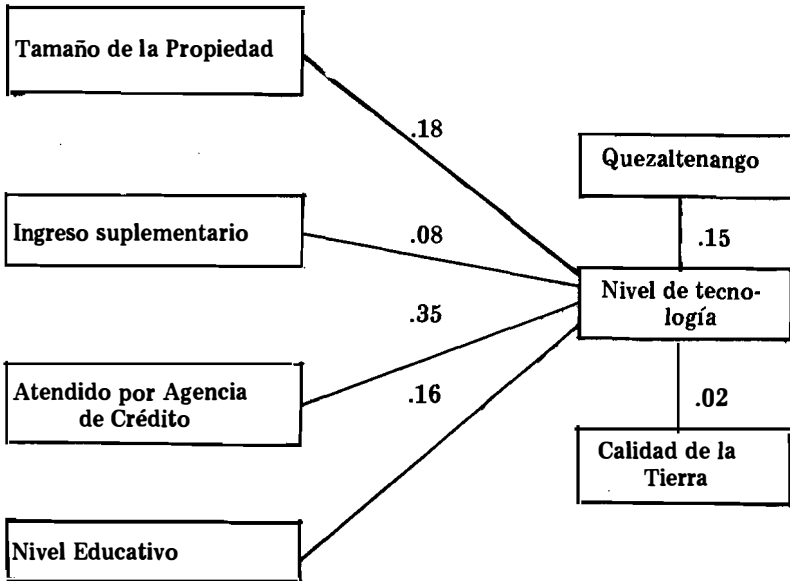 Tamaño de la Propiedad
.18
Quezaltenango
Ingreso suplementario
.08
.15
Nivel de tecno-
logía
.35
Atendido por Agencia
de Crédito
.16
.02
Calidad de la
Tierra
Nivel Educativo